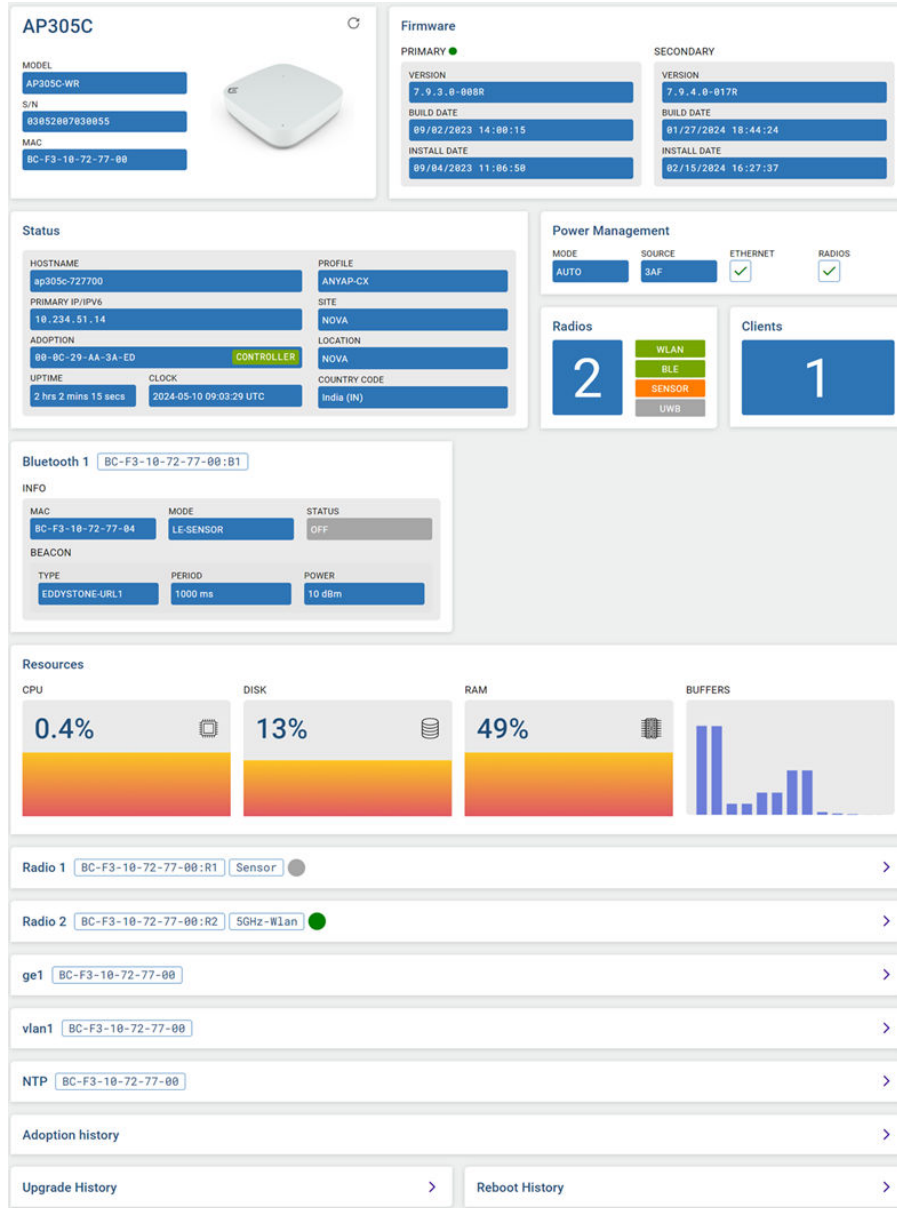 AP305C
MODEL
AP305C-WR
S/N
03052007030055
MAC
BC-F3-10-72-77-00
Firmware
PRIMARY
VERSION
7.9.3.0-008R
BUILD DATE
09/02/2023 14:00:15
INSTALL DATE
09/04/2023 11:06:50
SECONDARY
VERSION
7.9.4.0-017R
BUILD DATE
01/27/2024 18:44:24
INSTALL DATE
02/15/2024 16:27:37
Status
HOSTNAME
ap305c-727700
PRIMARY IP/IPV6
10.234.51.14
ADOPTION
00-0C-29-AA-3A-ED CONTROLLER
UPTIME CLOCK
2 hrs 2 mins 15 secs 2024-05-10 09:03:29 UTC
PROFILE
ANYAP-CX
SITE
NOVA
LOCATION
NOVA
COUNTRY CODE
India (IN)
Power Management
MODE SOURCE ETHERNET RADIOS
AUTO 3AF
Radios
2
WLAN
BLE
SENSOR
UWB
Clients
1
Bluetooth 1 BC-F3-10-72-77-00:B1
INFO
MAC MODE STATUS
BC-F3-10-72-77-04 LE-SENSOR OFF
BEACON
TYPE PERIOD POWER
EDDYSTONE-URL1 1000 ms 10 dBm
Resources
CPU DISK RAM BUFFERS
0.4% 13% 49%
Radio 1 BC-F3-10-72-77-00:R1 Sensor
Radio 2 BC-F3-10-72-77-00:R2 5GHz-Wlan
ge1 BC-F3-10-72-77-00
vlan1 BC-F3-10-72-77-00
NTP BC-F3-10-72-77-00
Adoption history
Upgrade History
Reboot History